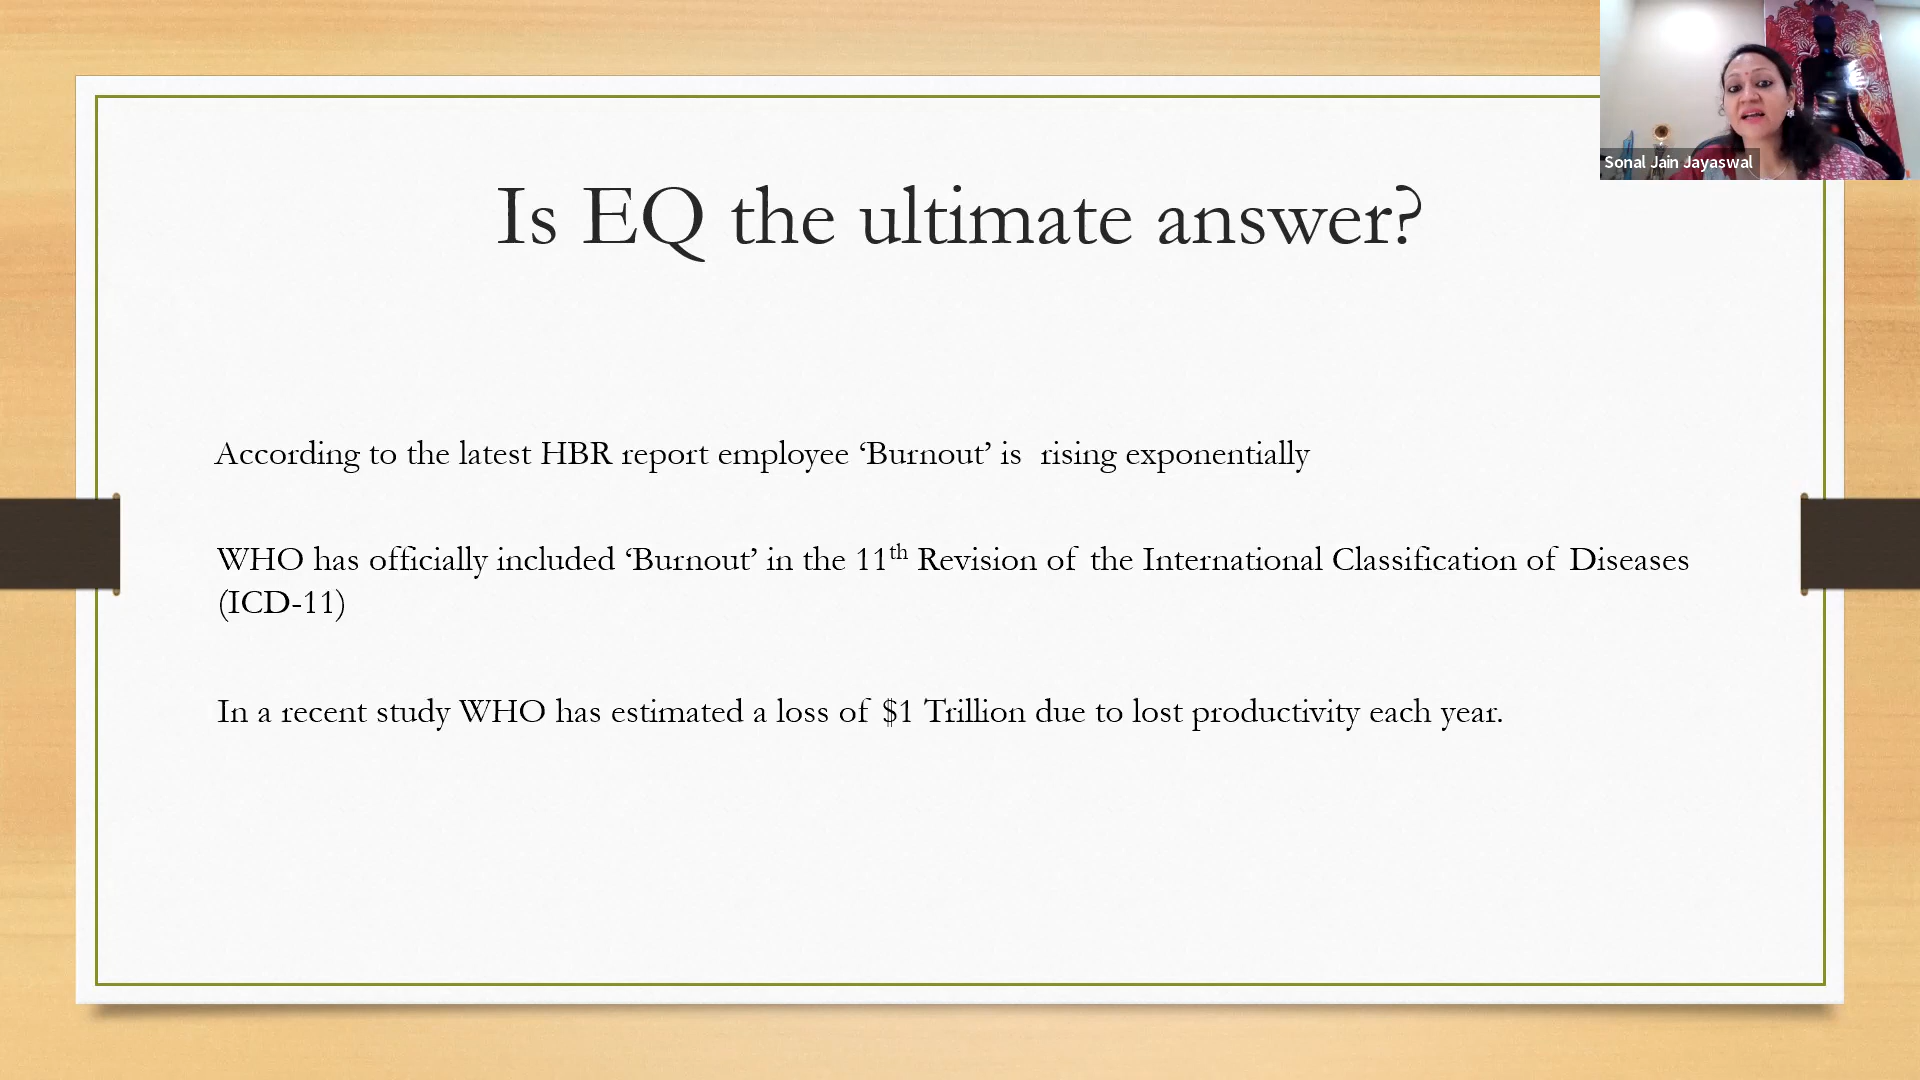 Sonal Jain Jayaswal
Is EQ the ultimate answer?
According to the latest HBR report employee ‘Burnout’ is  rising exponentially
WHO has officially included ‘Burnout’ in the 11th Revision of the International Classification of Diseases
(ICD-11)
In a recent study WHO has estimated a loss of $1 Trillion due to lost productivity each year.